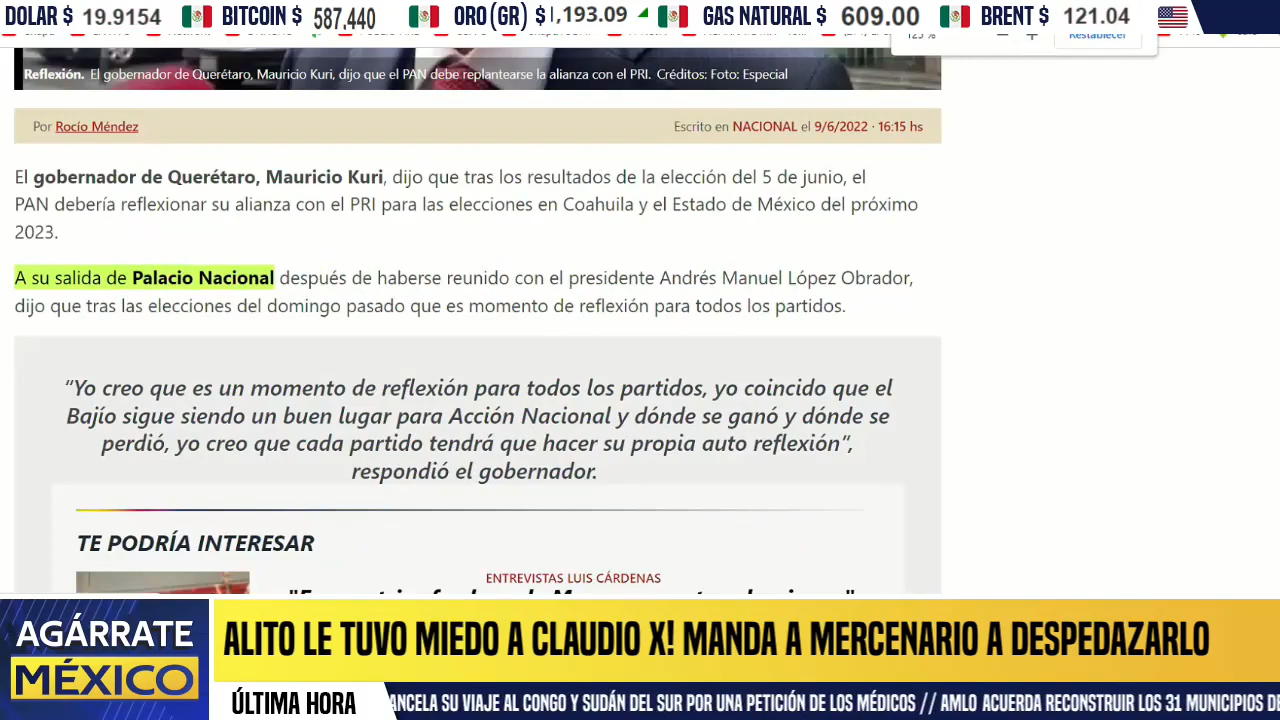 DOLAR $ 19.9154 BITCOIN $ 587,440 ORO(GR) $ 1,193.09 GAS NATURAL $ 609.00 BRENT $ 121.04
125 % Restablecer
Reflexión. El gobernador de Querétaro, Mauricio Kuri, dijo que el PAN debe replantearse la alianza con el PRI. Créditos: Foto: Especial
Por Rocío Méndez Escrito en NACIONAL el 9/6/2022 · 16:15 hs
El gobernador de Querétaro, Mauricio Kuri, dijo que tras los resultados de la elección del 5 de junio, el
PAN debería reflexionar su alianza con el PRI para las elecciones en Coahuila y el Estado de México del próximo
2023.
A su salida de Palacio Nacional después de haberse reunido con el presidente Andrés Manuel López Obrador,
dijo que tras las elecciones del domingo pasado que es momento de reflexión para todos los partidos.
“Yo creo que es un momento de reflexión para todos los partidos, yo coincido que el
Bajío sigue siendo un buen lugar para Acción Nacional y dónde se ganó y dónde se
perdió, yo creo que cada partido tendrá que hacer su propia auto reflexión”,
respondió el gobernador.
TE PODRÍA INTERESAR
ENTREVISTAS LUIS CÁRDENAS
AGÁRRATE
MÉXICO
ALITO LE TUVO MIEDO A CLAUDIO X! MANDA A MERCENARIO A DESPEDAZARLO
ÚLTIMA HORA ANCELA SU VIAJE AL CONGO Y SUDÁN DEL SUR POR UNA PETICIÓN DE LOS MÉDICOS // AMLO ACUERDA RECONSTRUIR LOS 31 MUNICIPIOS DE